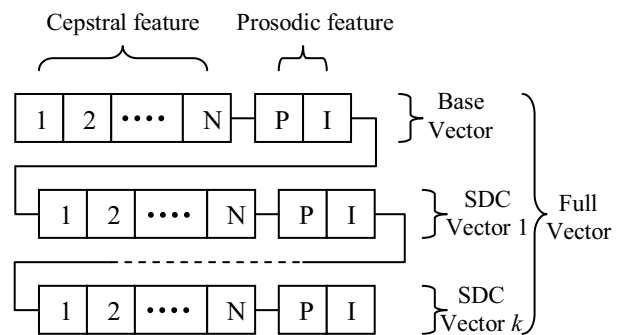 Cepstral feature Prosodic feature
1 2 •••• N P I
Base
Vector
1 2 •••• N P I
SDC
Vector 1
Full
Vector
1 2 •••• N P I
SDC
Vector k